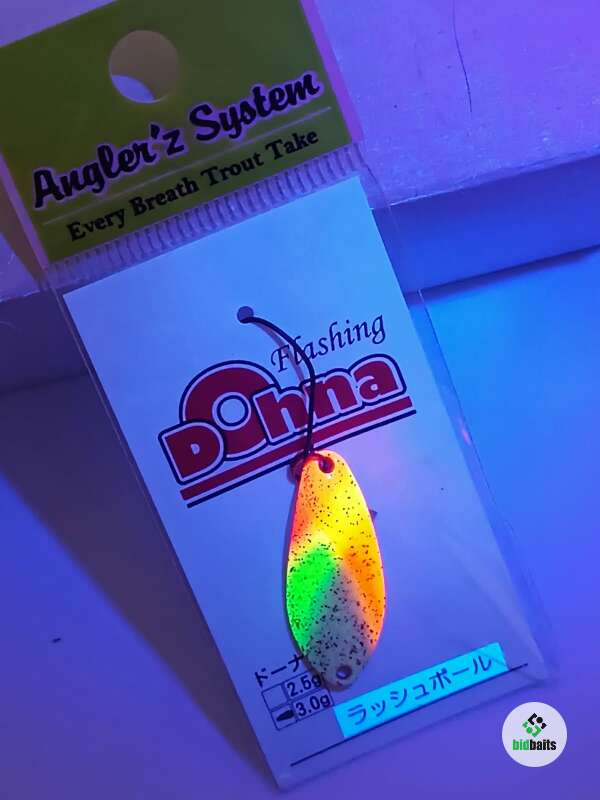 Angler'z System
Every Breath Trout Take
Flashing
Dohna
ドーナ
2.5g
3.0g
ラッシュポール
bidbaits